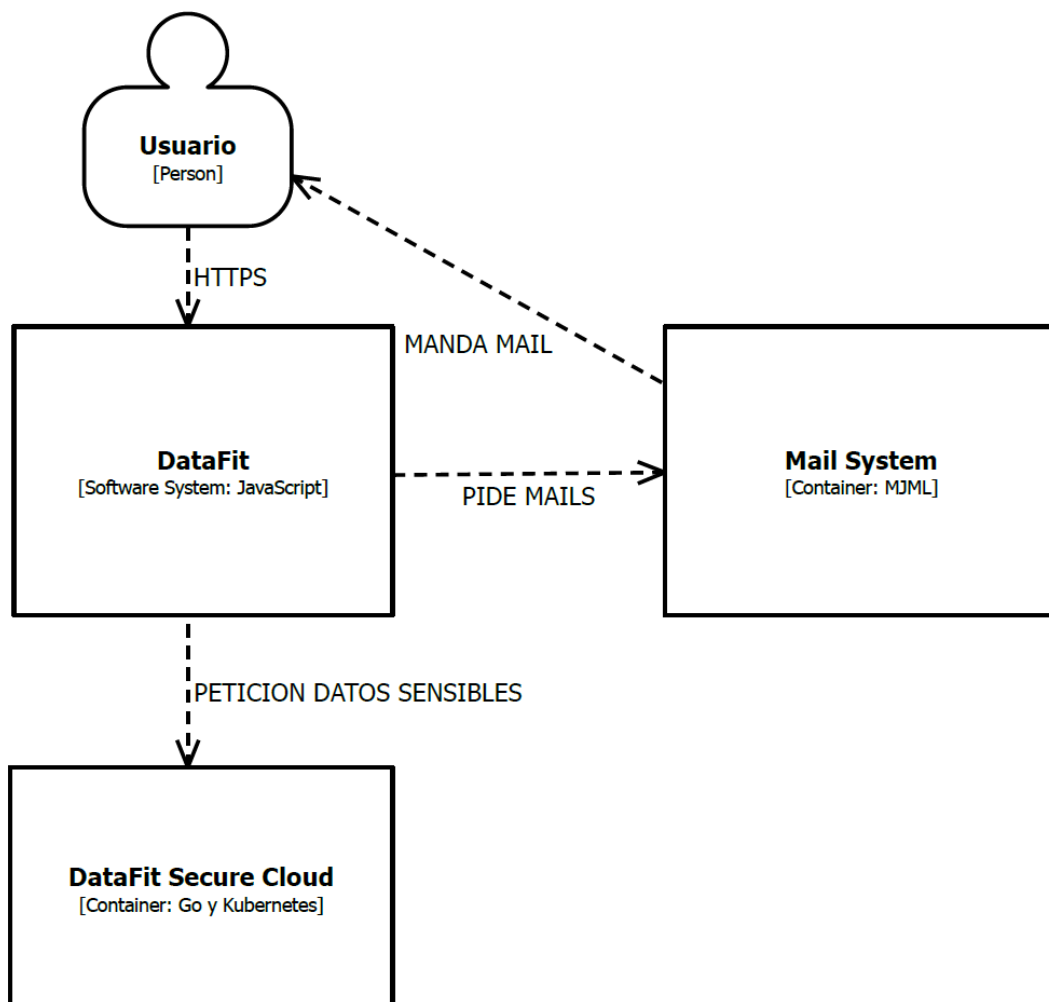 Usuario
[Person]
HTTPS
MANDA MAIL
DataFit
[Software System: JavaScript]
PIDE MAILS
Mail System
[Container: MJML]
PETICION DATOS SENSIBLES
DataFit Secure Cloud
[Container: Go y Kubernetes]